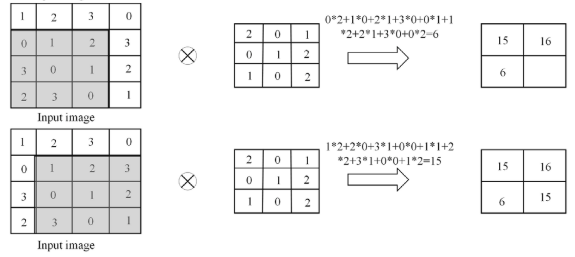 1 2 3 0
0 1 2 3
3 0 1 2
2 3 0 1
Input image
2 0 1
0 1 2
1 0 2
0*2+1*0+2*1+3*0+0*1+1
*2+2*1+3*0+0*2=6
15 16
6
1 2 3 0
0 1 2 3
3 0 1 2
2 3 0 1
Input image
2 0 1
0 1 2
1 0 2
1*2+2*0+3*1+0*0+1*1+2
*2+3*1+0*0+1*2=15
15 16
6 15